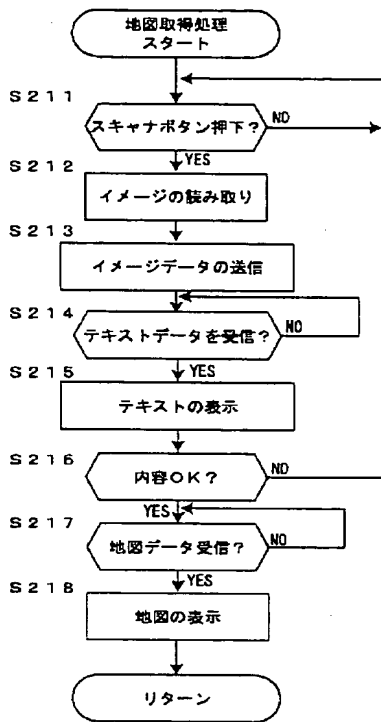 地図取得処理
スタート
S211
スキャナボタン押下?
NO
YES
S212
イメージの読み取り
S213
イメージデータの送信
S214
テキストデータを受信?
NO
YES
S215
テキストの表示
S216
内容OK?
NO
YES
S217
地図データ受信?
NO
YES
S218
地図の表示
リターン